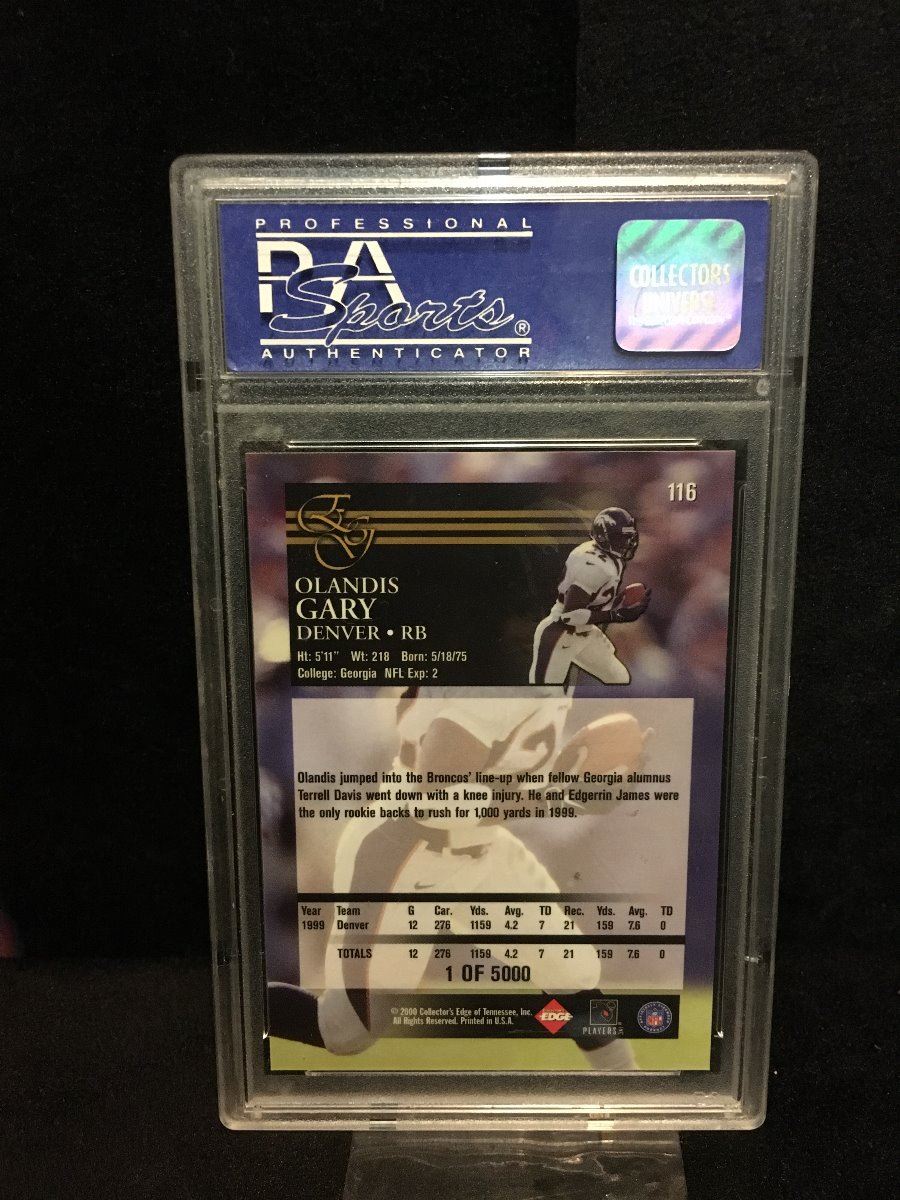 PROFESSIONAL
PSA
Sports®
AUTHENTICATOR
COLLECTORS
UNIVERSE
116
EG
OLANDIS
GARY
DENVER • RB
Ht: 5'11" Wt: 218 Born: 5/18/75
College: Georgia NFL Exp: 2
Olandis jumped into the Broncos' line-up when fellow Georgia alumnus
Terrell Davis went down with a knee injury. He and Edgerrin James were
the only rookie backs to rush for 1,000 yards in 1999.
Year Team G Car. Yds. Avg. TD Rec. Yds. Avg. TD
1999 Denver 12 276 1159 4.2 7 21 159 7.6 0
TOTALS 12 276 1159 4.2 7 21 159 7.6 0
1 OF 5000
© 2000 Collector's Edge of Tennessee, Inc.
All Rights Reserved. Printed in U.S.A.
EDGE
PLAYERS INC
NFL